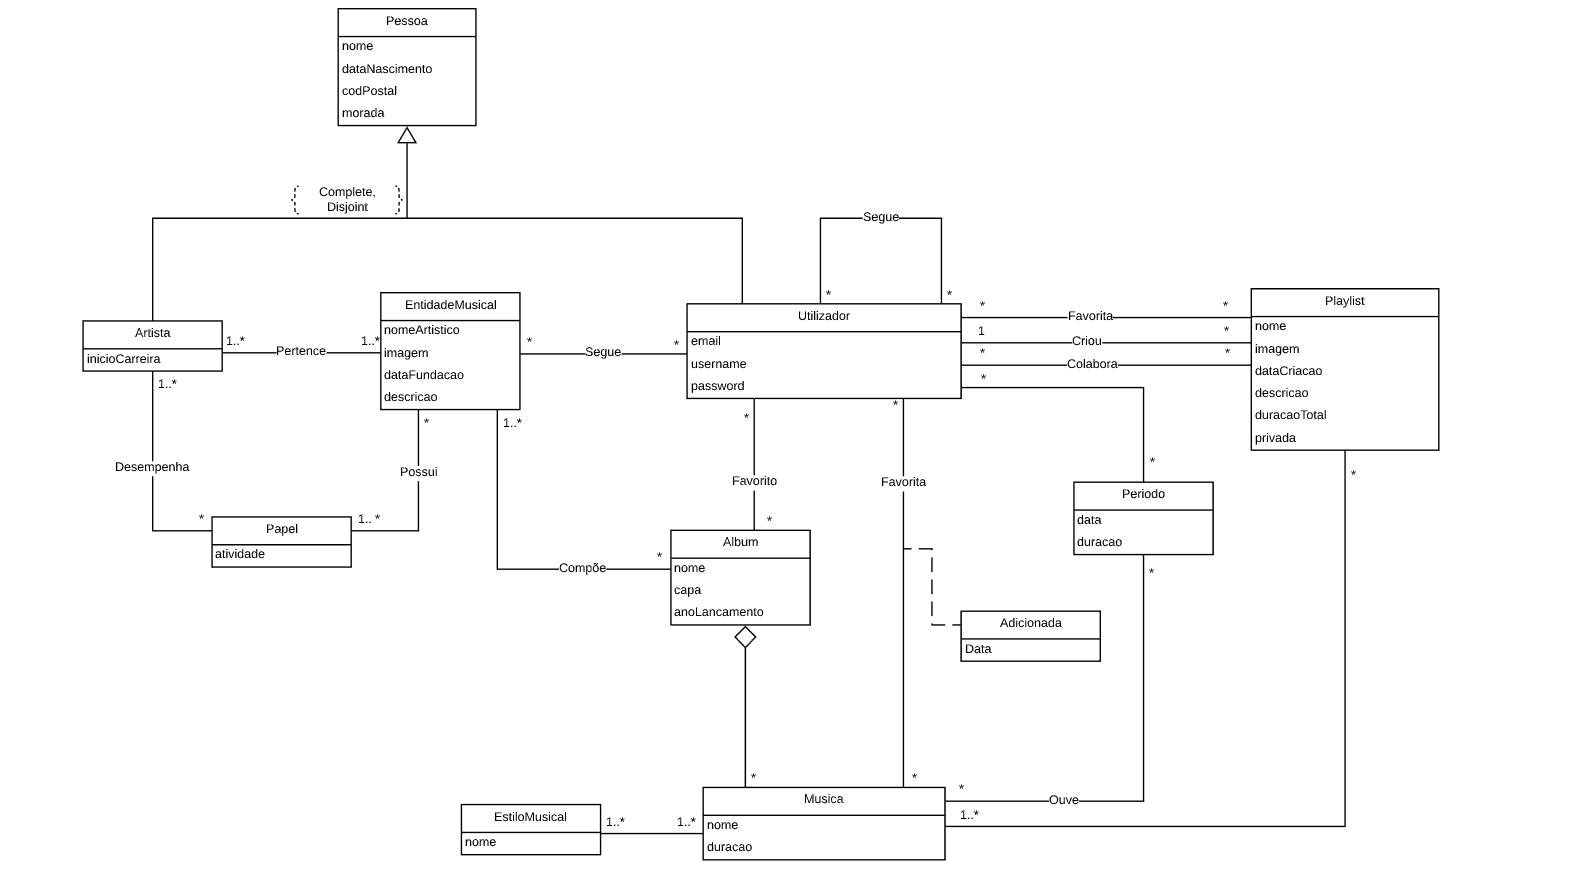 Pessoa
nome
dataNascimento
codPostal
morada
Complete,
Disjoint
Segue
* *
Artista
inicioCarreira
1..* Pertence 1..*
1..*
EntidadeMusical
nomeArtistico
imagem
dataFundacao
descricao
* Segue *
Utilizador
email
username
password
* Favorita *
1 Criou *
* Colabora *
*
Playlist
nome
imagem
dataCriacao
descricao
duracaoTotal
privada
*
* 1..*
* *
Desempenha
Possui
Favorito
Favorita
*
Periodo
data
duracao
*
* 1.. *
Papel
atividade
*
Compõe *
Album
nome
capa
anoLancamento
Adicionada
Data
* *
Musica
nome
duracao
* Ouve
1..*
EstiloMusical
nome
1..* 1..*